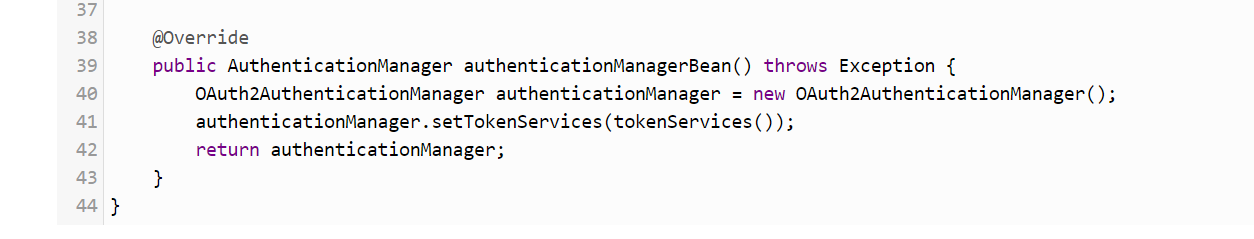 37
38     @Override
39     public AuthenticationManager authenticationManagerBean() throws Exception {
40         OAuth2AuthenticationManager authenticationManager = new OAuth2AuthenticationManager();
41         authenticationManager.setTokenServices(tokenServices());
42         return authenticationManager;
43     }
44 }